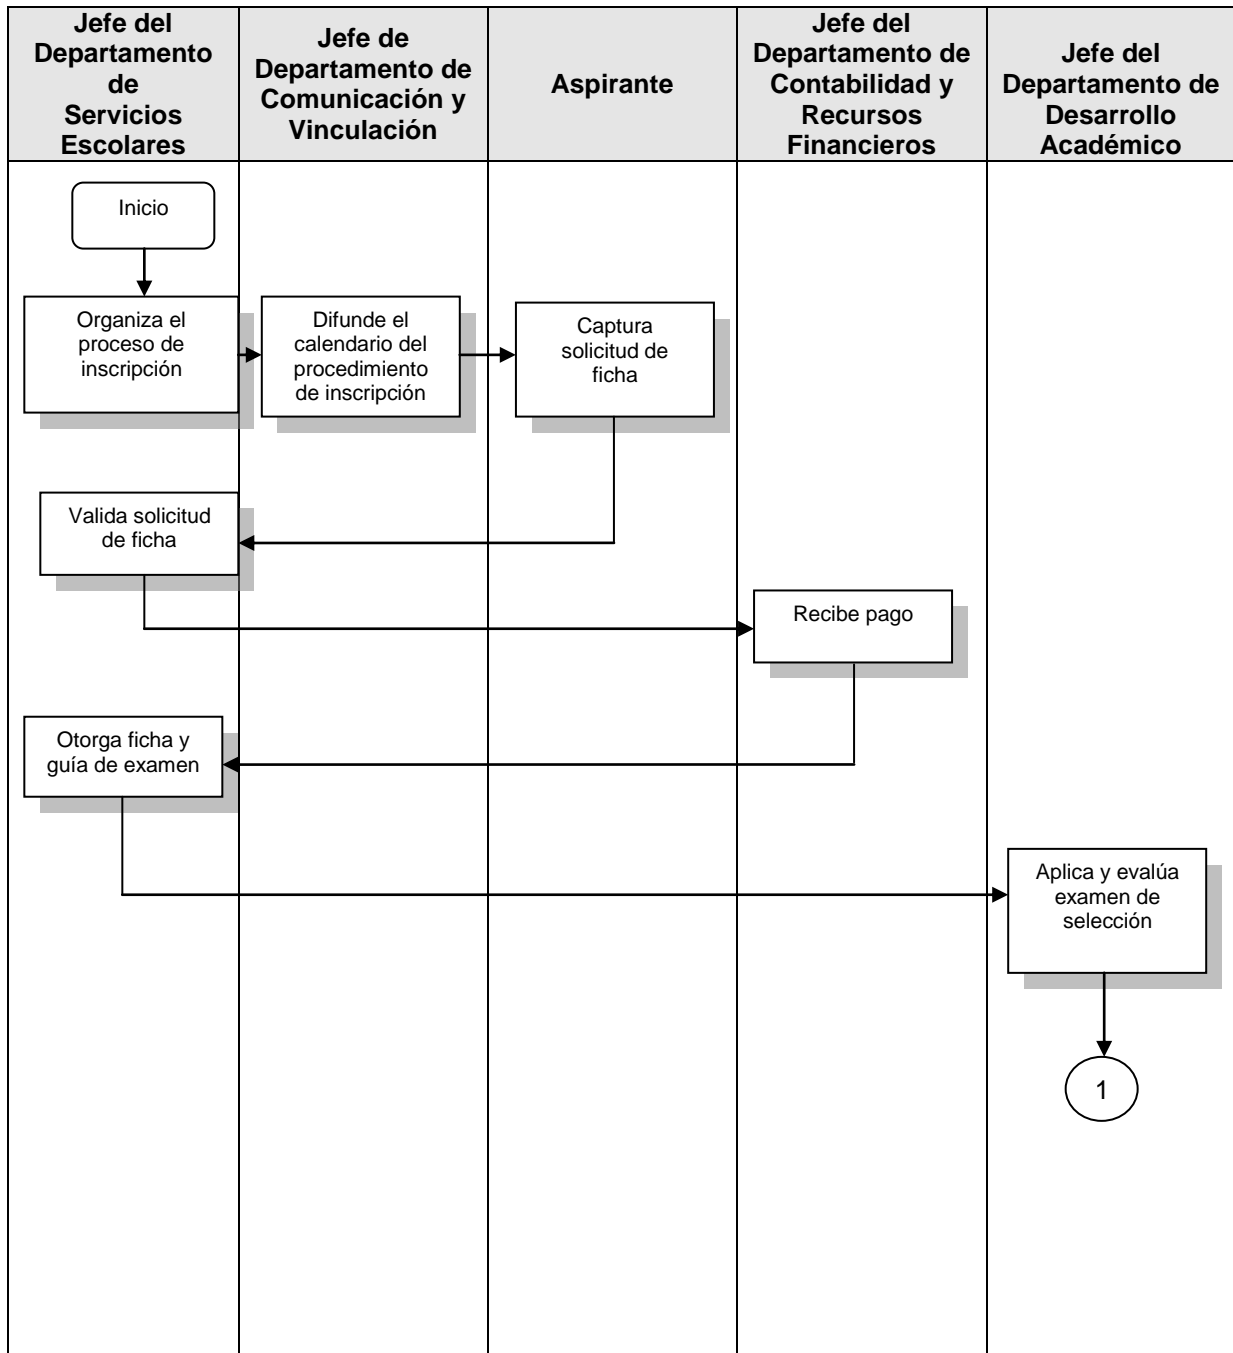 Jefe del
Departamento
de
Servicios
Escolares
Jefe de
Departamento de
Comunicación y
Vinculación
Aspirante
Jefe del
Departamento de
Contabilidad y
Recursos
Financieros
Jefe del
Departamento de
Desarrollo
Académico
Inicio
Organiza el
proceso de
inscripción
Difunde el
calendario del
procedimiento
de inscripción
Captura
solicitud de
ficha
Valida solicitud
de ficha
Recibe pago
Otorga ficha y
guía de examen
Aplica y evalúa
examen de
selección
1